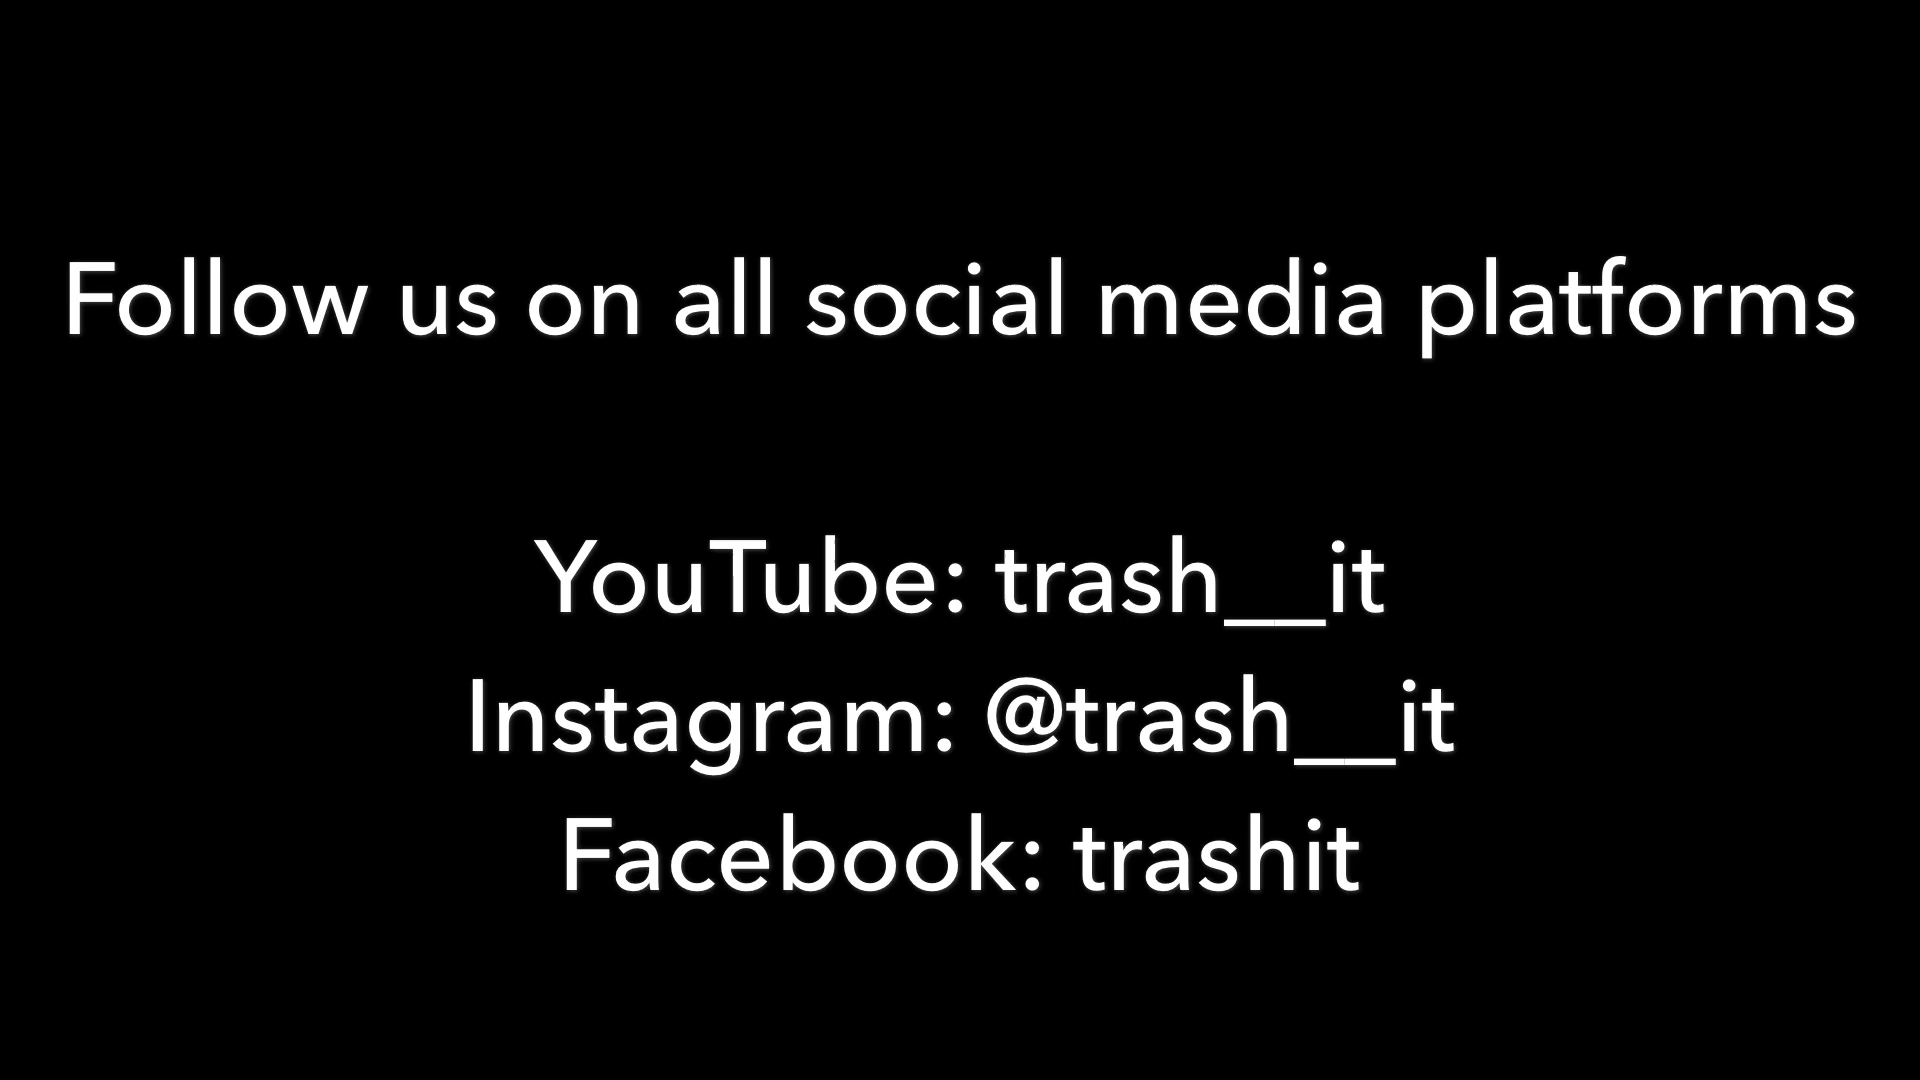 Follow us on all social media platforms
YouTube: trash__it
Instagram: @trash__it
Facebook: trashit